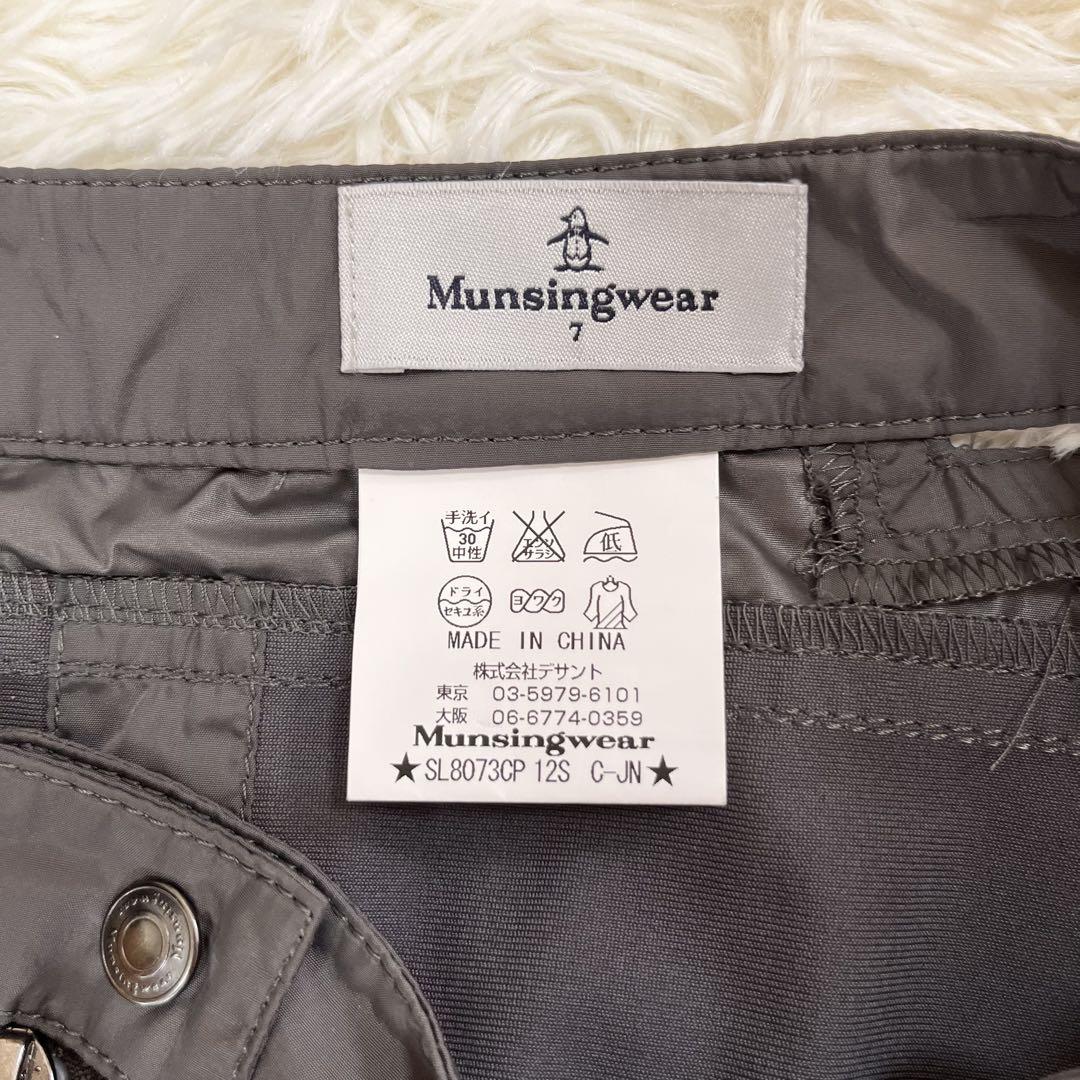 Munsingwear
7
手洗イ
30
中性
エンソ
サラシ
低
ドライ
セキユ系
ヨワク
MADE IN CHINA
株式会社デサント
東京 03-5979-6101
大阪 06-6774-0359
Munsingwear
★SL8073CP 12S C-JN★
Munsingwear